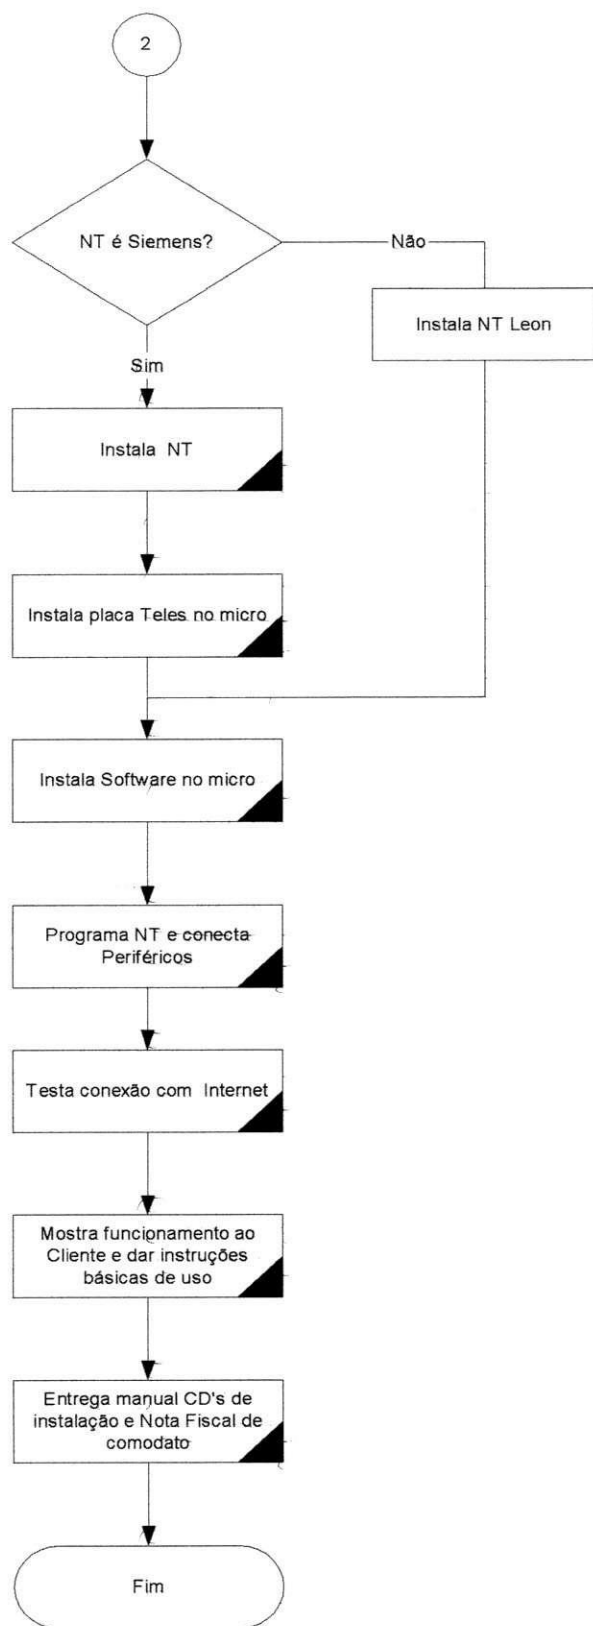 2
NT é Siemens?
Não
Instala NT Leon
Sim
Instala NT
Instala placa Teles no micro
Instala Software no micro
Programa NT e conecta
Periféricos
Testa conexão com Internet
Mostra funcionamento ao
Cliente e dar instruções
básicas de uso
Entrega manual CD's de
instalação e Nota Fiscal de
comodato
Fim